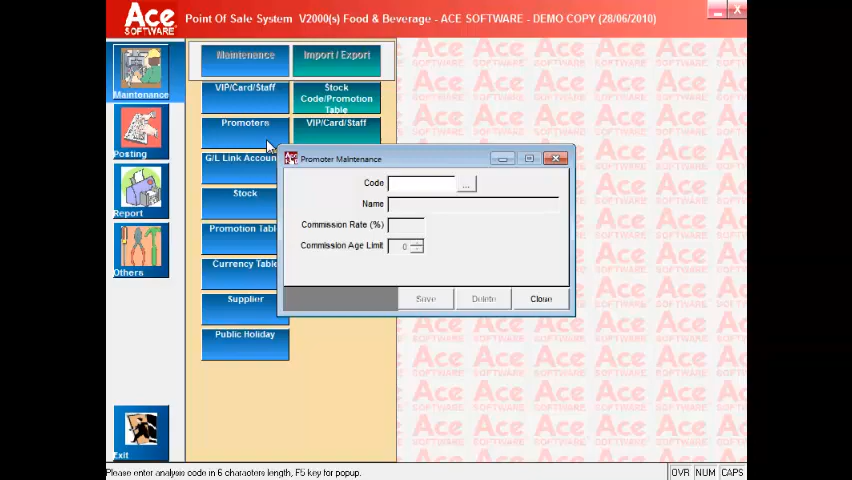 Ace
SOFTWARE
Point Of Sale System V2000(s) Food & Beverage - ACE SOFTWARE - DEMO COPY (28/06/2010)
Maintenance
Posting
Report
Others
Exit
Maintenance
Import / Export
VIP/Card/Staff
Stock
Code/Promotion
Table
Promoters
VIP/Card/Staff
G/L Link Accoun
Stock
Promotion Tabl
Currency Table
Supplier
Public Holiday
Promoter Maintenance
Code
...
Name
Commission Rate (%)
Commission Age Limit
0
Save
Delete
Close
Please enter analysis code in 6 characters length, F5 key for popup.
OVR NUM CAPS